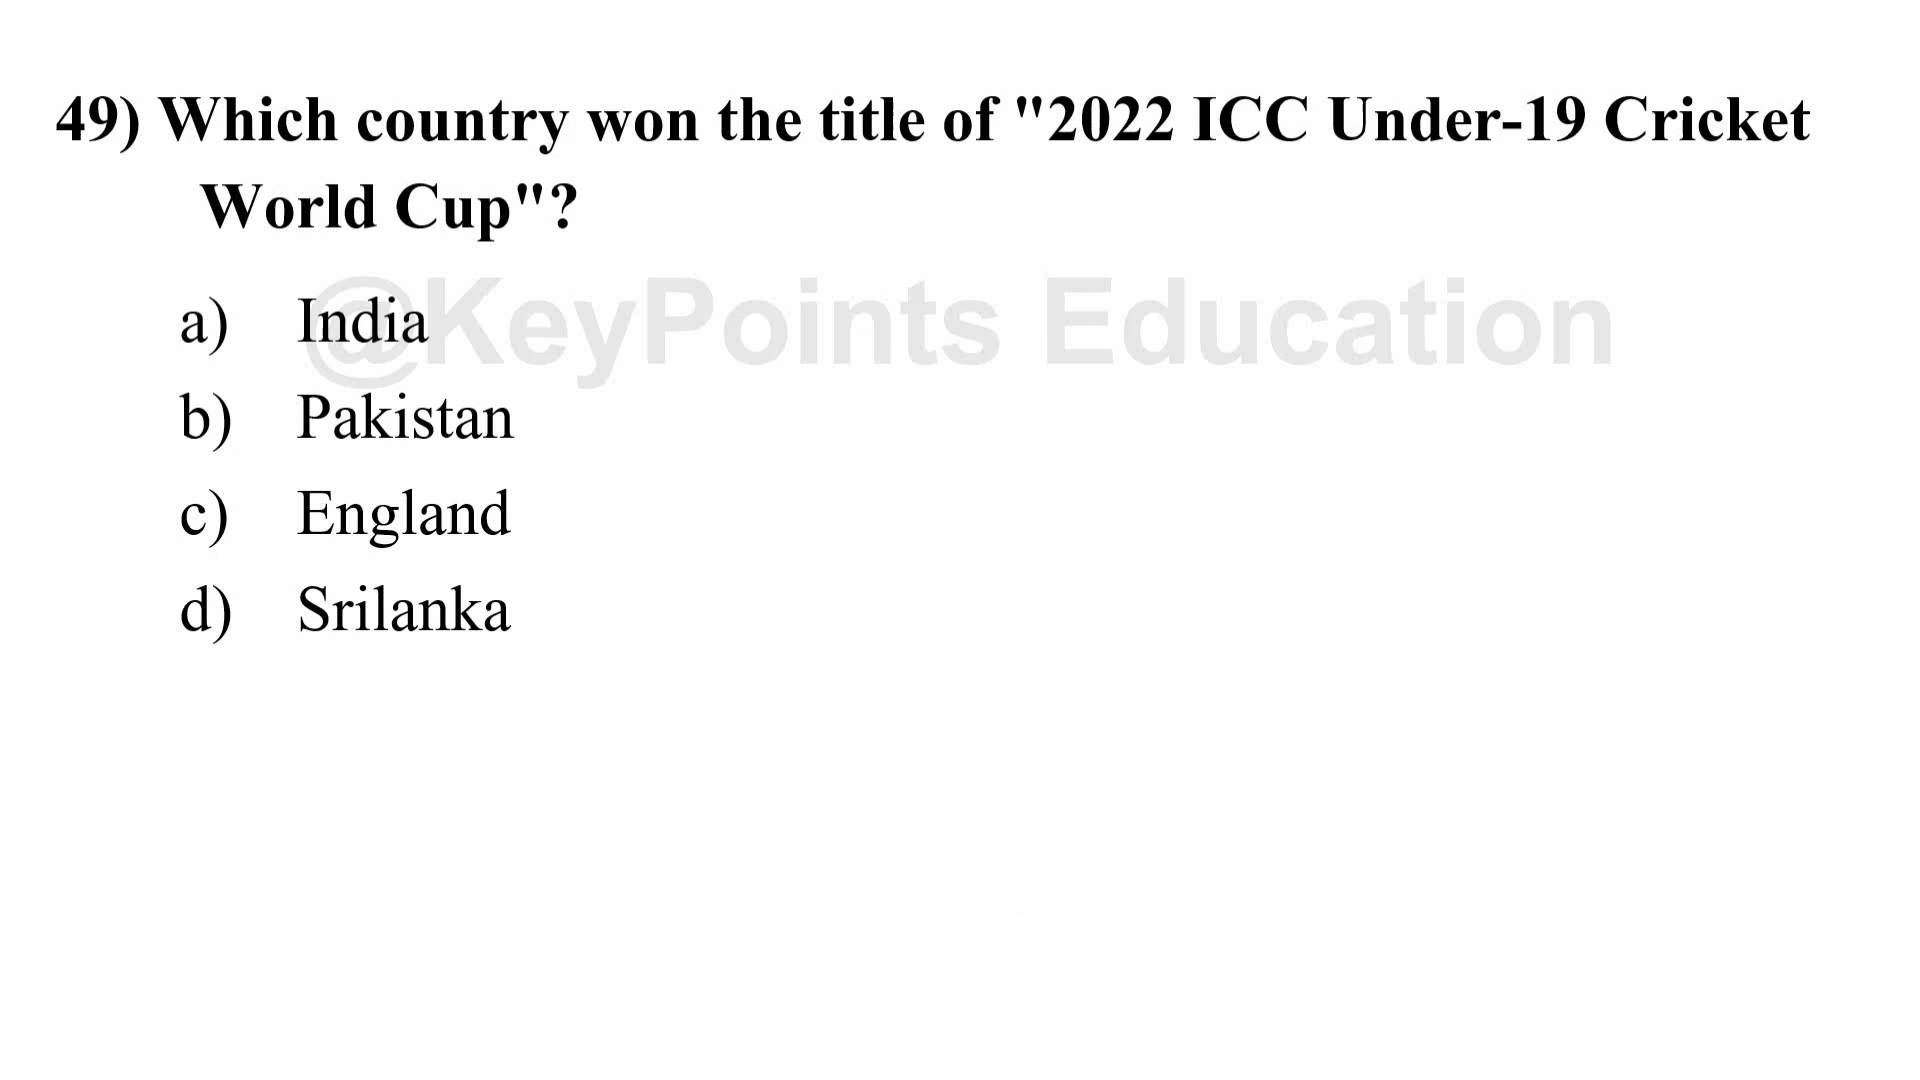 49) Which country won the title of "2022 ICC Under-19 Cricket
World Cup"?
@KeyPoints Education
a) India
b) Pakistan
c) England
d) Srilanka